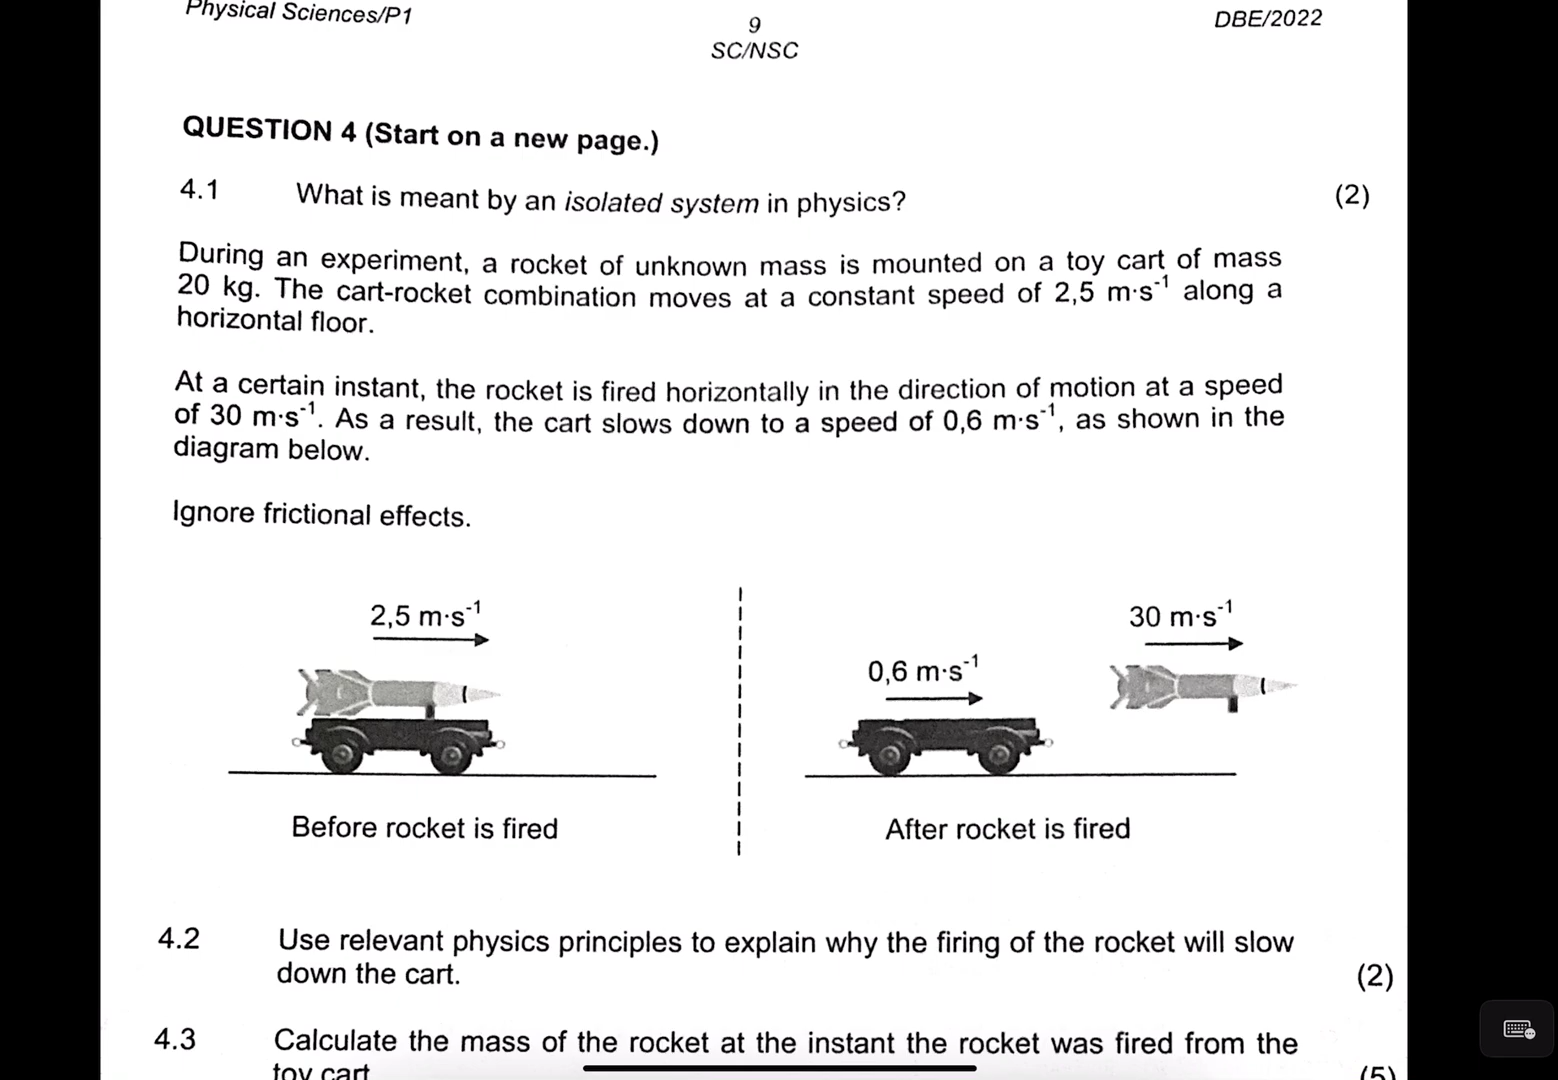 Physical Sciences/P1
9
SC/NSC
DBE/2022
QUESTION 4 (Start on a new page.)
4.1 What is meant by an isolated system in physics? (2)
During an experiment, a rocket of unknown mass is mounted on a toy cart of mass
20 kg. The cart-rocket combination moves at a constant speed of 2,5 m·s⁻¹ along a
horizontal floor.
At a certain instant, the rocket is fired horizontally in the direction of motion at a speed
of 30 m·s⁻¹. As a result, the cart slows down to a speed of 0,6 m·s⁻¹, as shown in the
diagram below.
Ignore frictional effects.
2,5 m·s⁻¹
0,6 m·s⁻¹
30 m·s⁻¹
Before rocket is fired
After rocket is fired
4.2 Use relevant physics principles to explain why the firing of the rocket will slow
down the cart. (2)
4.3 Calculate the mass of the rocket at the instant the rocket was fired from the
toy cart (5)